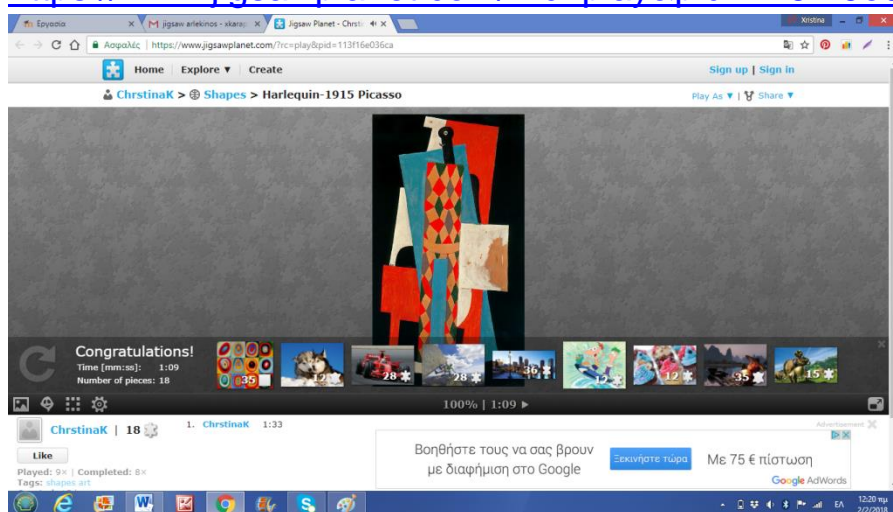 Εργασία
jigsaw arlekinos - xkarap
Jigsaw Planet - Chrsti
Xristina
Ασφαλές | https://www.jigsawplanet.com/?rc=play&pid=113f16e036ca
Home | Explore ▼ | Create
Sign up | Sign in
ChrstinaK > Shapes > Harlequin-1915 Picasso
Play As ▼ | Share ▼
Congratulations!
Time [mm:ss]: 1:09
Number of pieces: 18
35
12
28
28
36
12
12
35
15
100% | 1:09
ChrstinaK | 18
1. ChrstinaK 1:33
Like
Played: 9× | Completed: 8×
Tags: shapes art
Advertisement
Βοηθήστε τους να σας βρουν
με διαφήμιση στο Google
Ξεκινήστε τώρα
Με 75 € πίστωση
Google AdWords
ΕΛ
12:20 πμ
2/2/2018